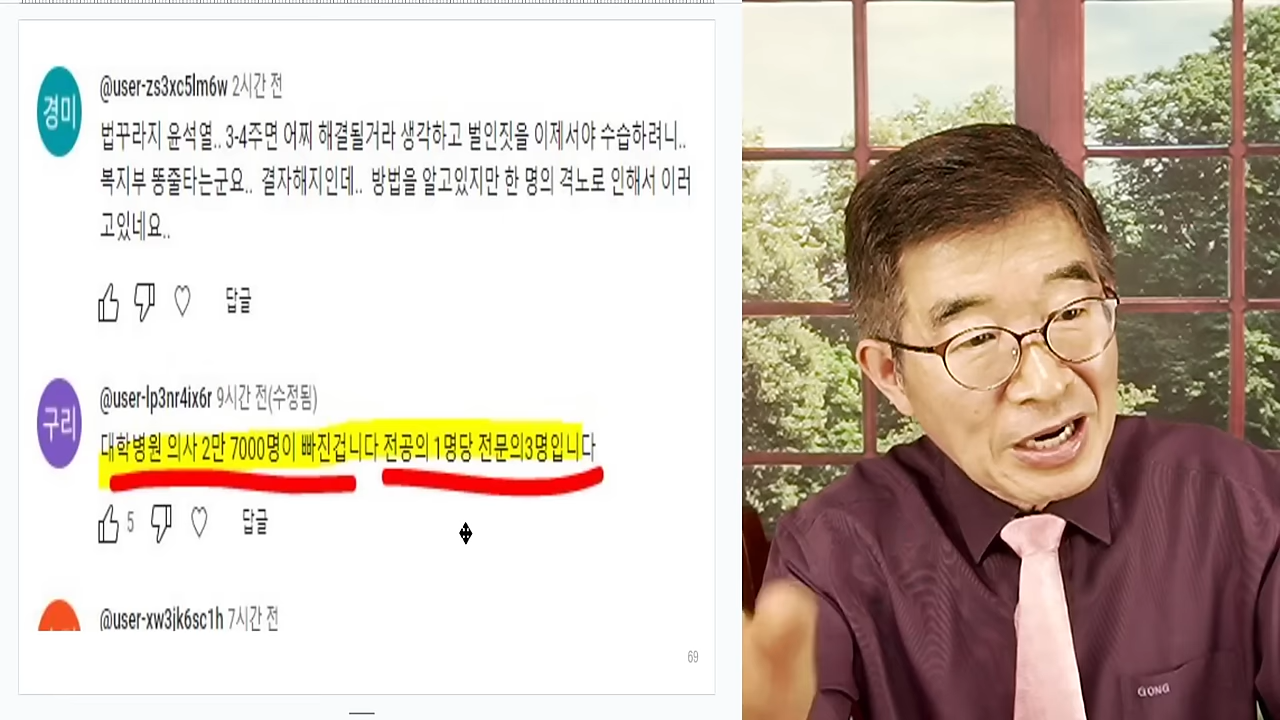 경미
@user-zs3xc5lm6w 2시간 전
법꾸라지 윤석열.. 3-4주면 어찌 해결될거라 생각하고 벌인짓을 이제서야 수습하려니..
복지부 똥줄타는군요.. 결자해지인데.. 방법을 알고있지만 한 명의 격노로 인해서 이러
고있네요..
답글
구리
@user-lp3nr4ix6r 9시간 전(수정됨)
대학병원 의사 2만 7000명이 빠진겁니다 전공의 1명당 전문의3명입니다
5 답글
@user-xw3jk6sc1h 7시간 전
69
GONG